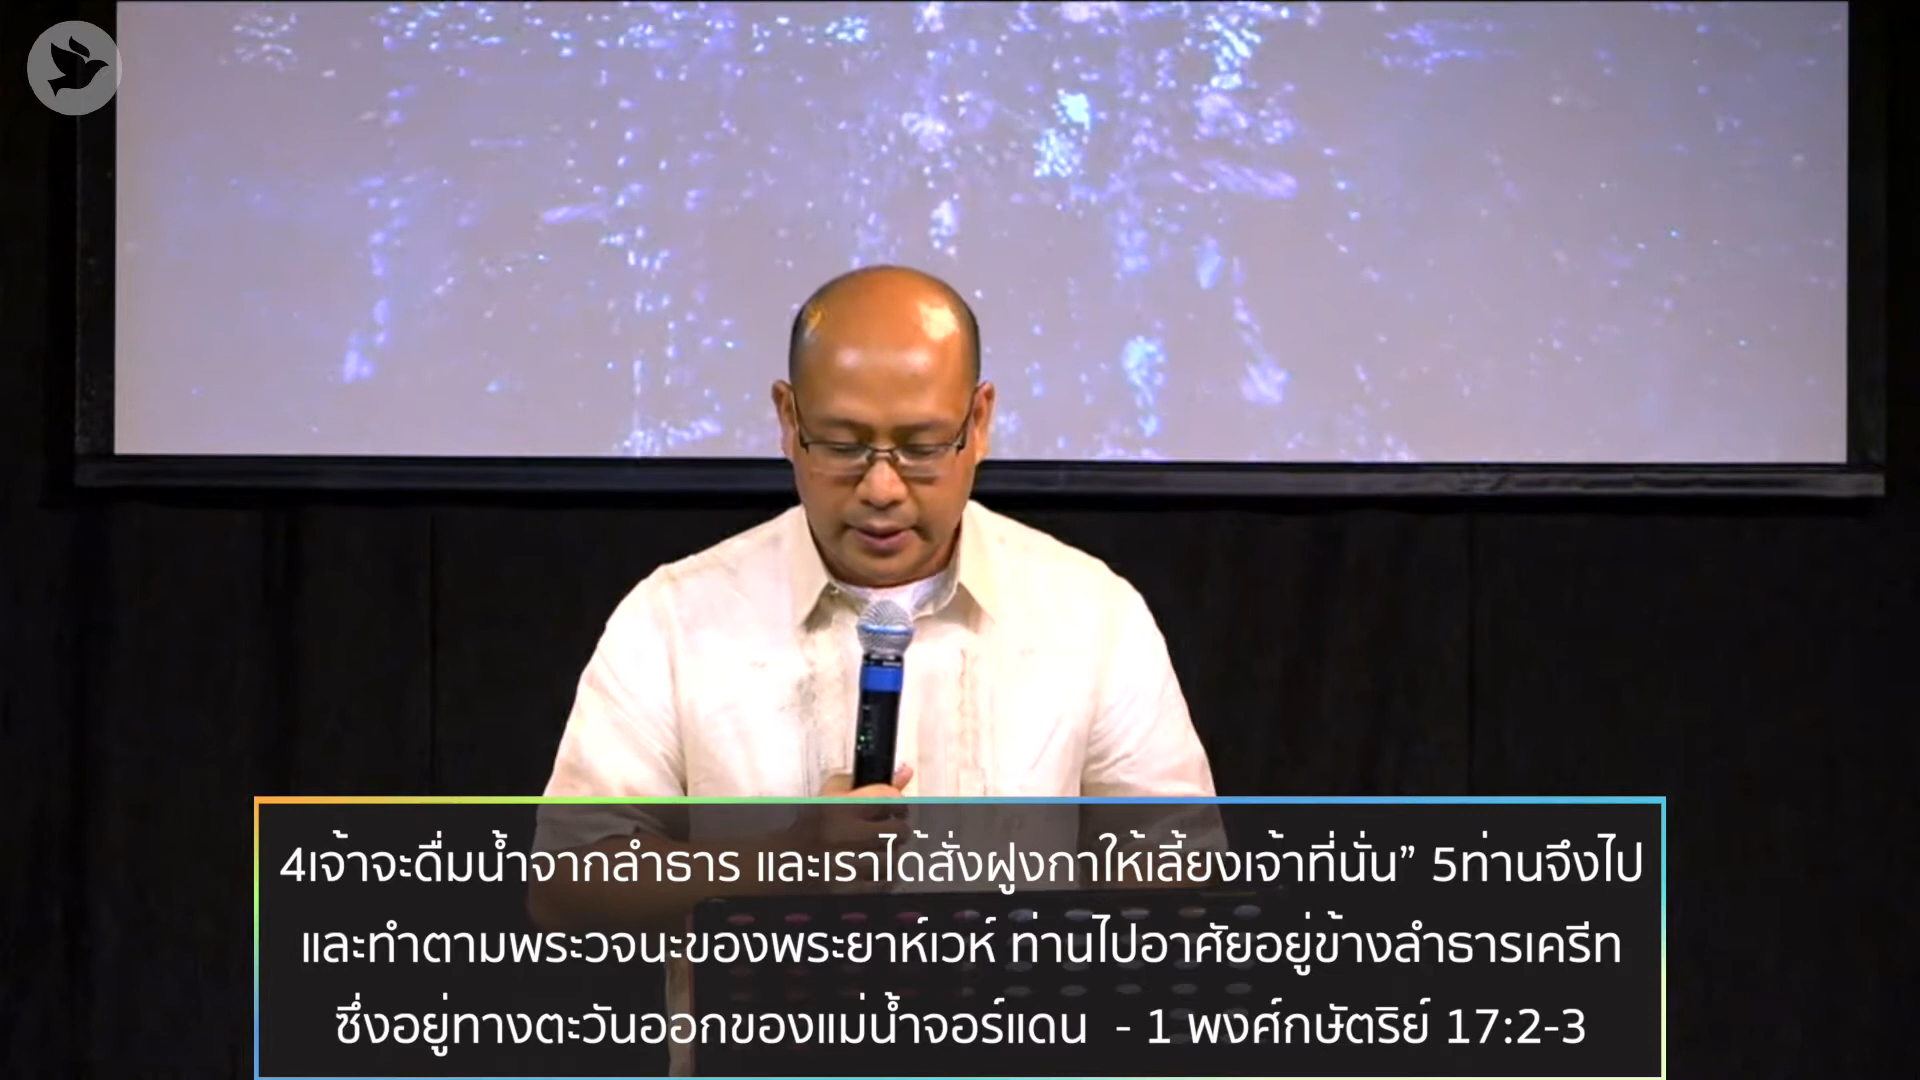 4เจ้าจะดื่มน้ำจากลำธาร และเราได้สั่งฝูงกาให้เลี้ยงเจ้าที่นั่น” 5ท่านจึงไป
และทำตามพระวจนะของพระยาห์เวห์ ท่านไปอาศัยอยู่ข้างลำธารเครีท
ซึ่งอยู่ทางตะวันออกของแม่น้ำจอร์แดน - 1 พงศ์กษัตริย์ 17:2-3